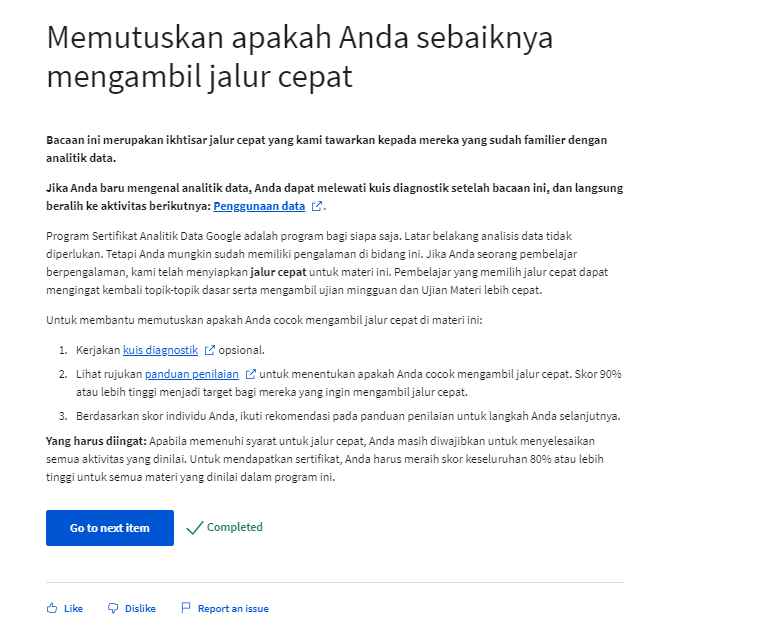 Memutuskan apakah Anda sebaiknya
mengambil jalur cepat
Bacaan ini merupakan ikhtisar jalur cepat yang kami tawarkan kepada mereka yang sudah familier dengan
analitik data.
Jika Anda baru mengenal analitik data, Anda dapat melewati kuis diagnostik setelah bacaan ini, dan langsung
beralih ke aktivitas berikutnya: Penggunaan data.
Program Sertifikat Analitik Data Google adalah program bagi siapa saja. Latar belakang analisis data tidak
diperlukan. Tetapi Anda mungkin sudah memiliki pengalaman di bidang ini. Jika Anda seorang pembelajar
berpengalaman, kami telah menyiapkan jalur cepat untuk materi ini. Pembelajar yang memilih jalur cepat dapat
mengingat kembali topik-topik dasar serta mengambil ujian mingguan dan Ujian Materi lebih cepat.
Untuk membantu memutuskan apakah Anda cocok mengambil jalur cepat di materi ini:
1. Kerjakan kuis diagnostik opsional.
2. Lihat rujukan panduan penilaian untuk menentukan apakah Anda cocok mengambil jalur cepat. Skor 90%
atau lebih tinggi menjadi target bagi mereka yang ingin mengambil jalur cepat.
3. Berdasarkan skor individu Anda, ikuti rekomendasi pada panduan penilaian untuk langkah Anda selanjutnya.
Yang harus diingat: Apabila memenuhi syarat untuk jalur cepat, Anda masih diwajibkan untuk menyelesaikan
semua aktivitas yang dinilai. Untuk mendapatkan sertifikat, Anda harus meraih skor keseluruhan 80% atau lebih
tinggi untuk semua materi yang dinilai dalam program ini.
Go to next item Completed
Like Dislike Report an issue